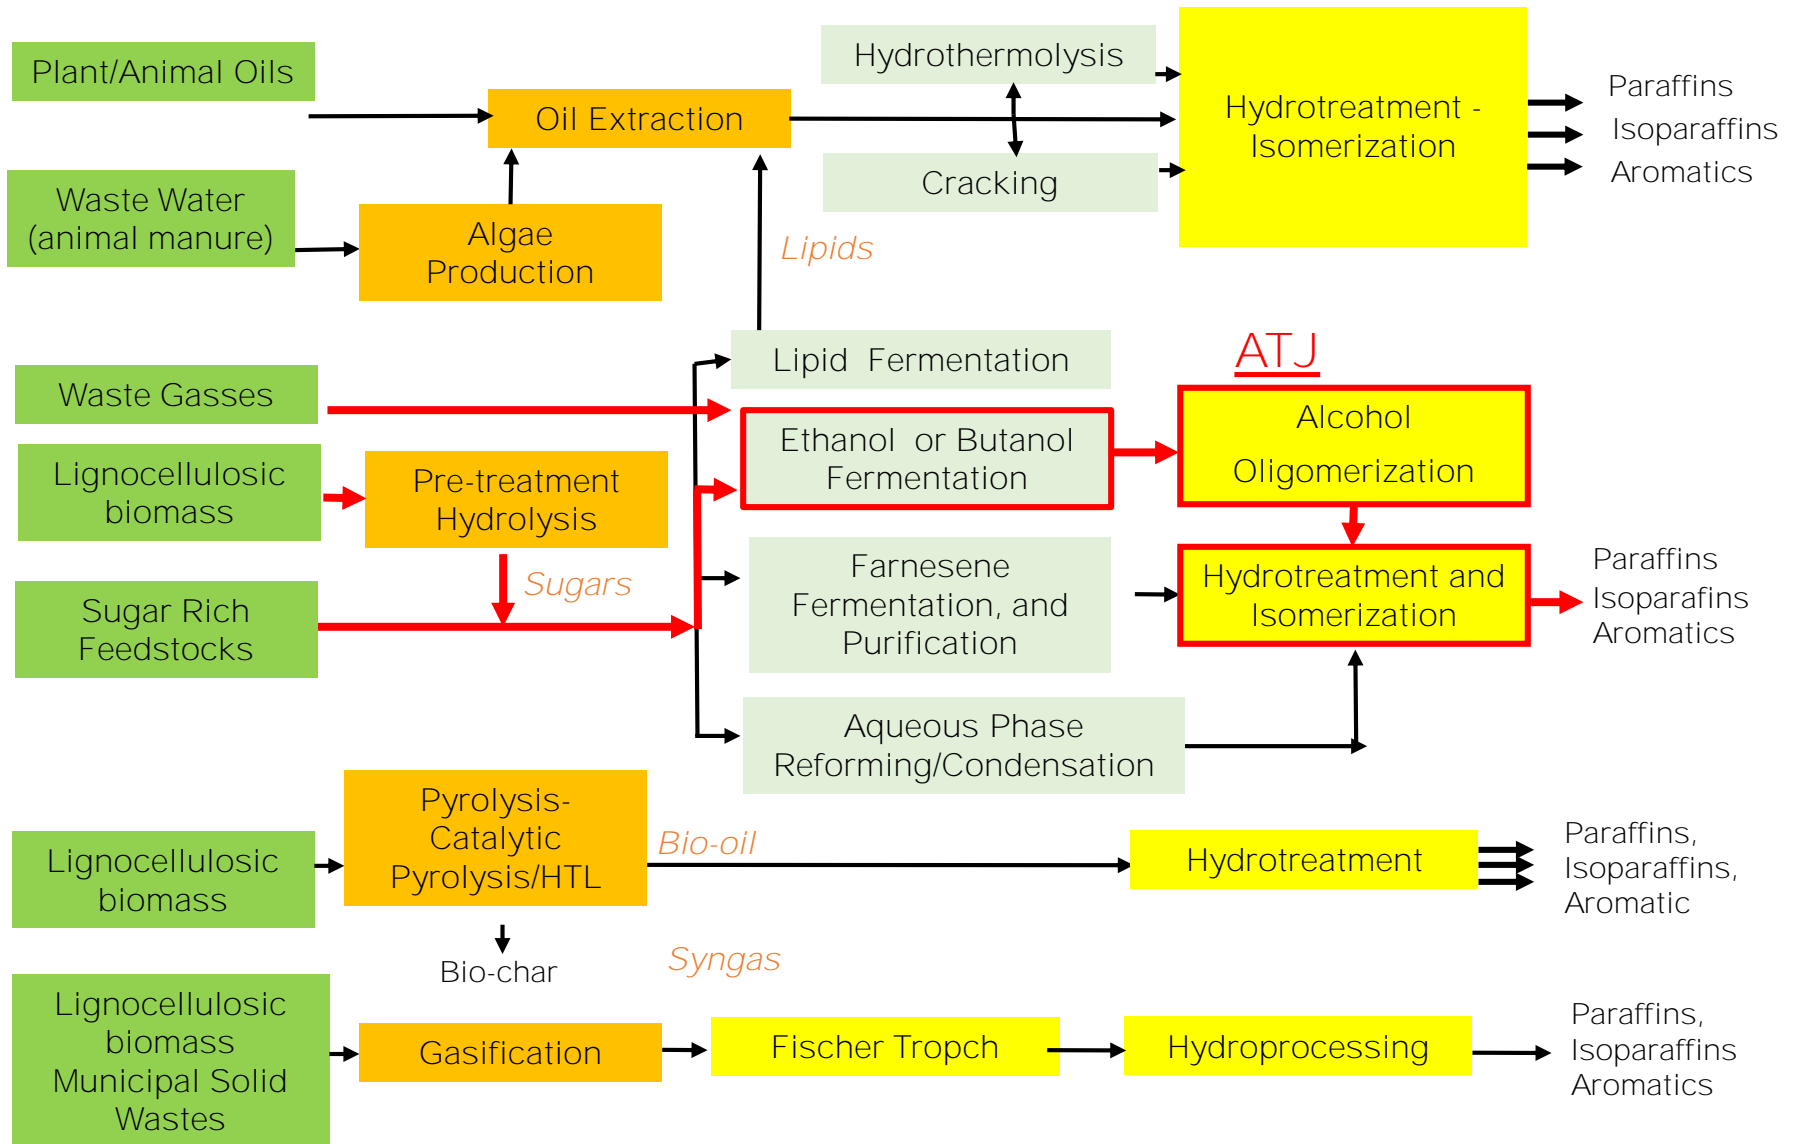 Plant/Animal Oils
Oil Extraction
Hydrothermolysis
Cracking
Hydrotreatment -
Isomerization
Paraffins
Isoparaffins
Aromatics
Waste Water
(animal manure)
Algae
Production
Lipids
Lipid Fermentation
ATJ
Waste Gasses
Ethanol or Butanol
Fermentation
Alcohol
Oligomerization
Lignocellulosic
biomass
Pre-treatment
Hydrolysis
Sugars
Sugar Rich
Feedstocks
Farnesene
Fermentation, and
Purification
Hydrotreatment and
Isomerization
Paraffins
Isoparafins
Aromatics
Aqueous Phase
Reforming/Condensation
Lignocellulosic
biomass
Pyrolysis-
Catalytic
Pyrolysis/HTL
Bio-oil
Hydrotreatment
Paraffins,
Isoparaffins,
Aromatic
Bio-char
Syngas
Lignocellulosic
biomass
Municipal Solid
Wastes
Gasification
Fischer Tropch
Hydroprocessing
Paraffins,
Isoparaffins
Aromatics